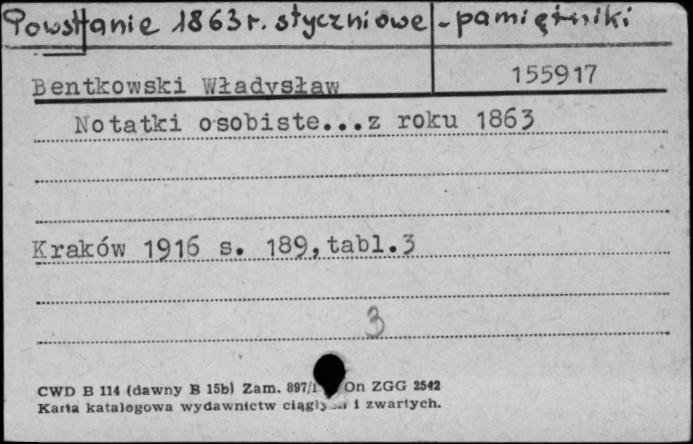 Powstanie 1863 r. styczniowe - pamiętniki
Bentkowski Władysław 155917
Notatki osobiste...z roku 1863
Kraków 1916 s. 189,tabl.3
3
CWD B 114 (dawny B 15b) Zam. 897/ On ZGG 2542
Karta katalogowa wydawnictw ciągłych i zwartych.